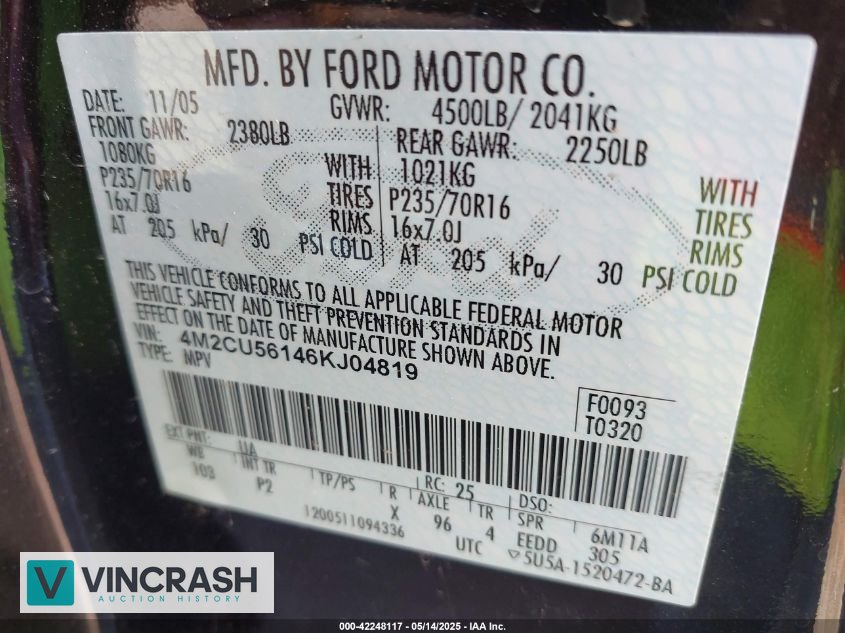 MFD. BY FORD MOTOR CO.
DATE: 11/05 GVWR: 4500LB/ 2041KG
FRONT GAWR: 2380LB REAR GAWR: 2250LB
1080KG WITH 1021KG WITH
P235/70R16 TIRES P235/70R16 TIRES
16x7.0J RIMS 16x7.0J RIMS
AT 205 kPa/ 30 PSI COLD AT 205 kPa/ 30 PSI COLD
THIS VEHICLE CONFORMS TO ALL APPLICABLE FEDERAL MOTOR
VEHICLE SAFETY AND THEFT PREVENTION STANDARDS IN
EFFECT ON THE DATE OF MANUFACTURE SHOWN ABOVE.
VIN: 4M2CU56146KJ04819
TYPE: MPV
F0093
T0320
EXT PNT: UA RC: 25 DSO:
WB INT TR TP/PS R AXLE TR SPR 6M11A
103 P2 X 96 4 EEDD 305
1200511094336 UTC ▽5U5A-1520472-BA
Ford
VINCRASH
AUCTION HISTORY
000-42248117 - 05/14/2025 - IAA Inc.